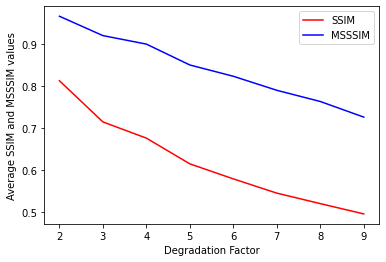 SSIM
MSSSIM
Average SSIM and MSSSIM values
0.9
0.8
0.7
0.6
0.5
2 3 4 5 6 7 8 9
Degradation Factor